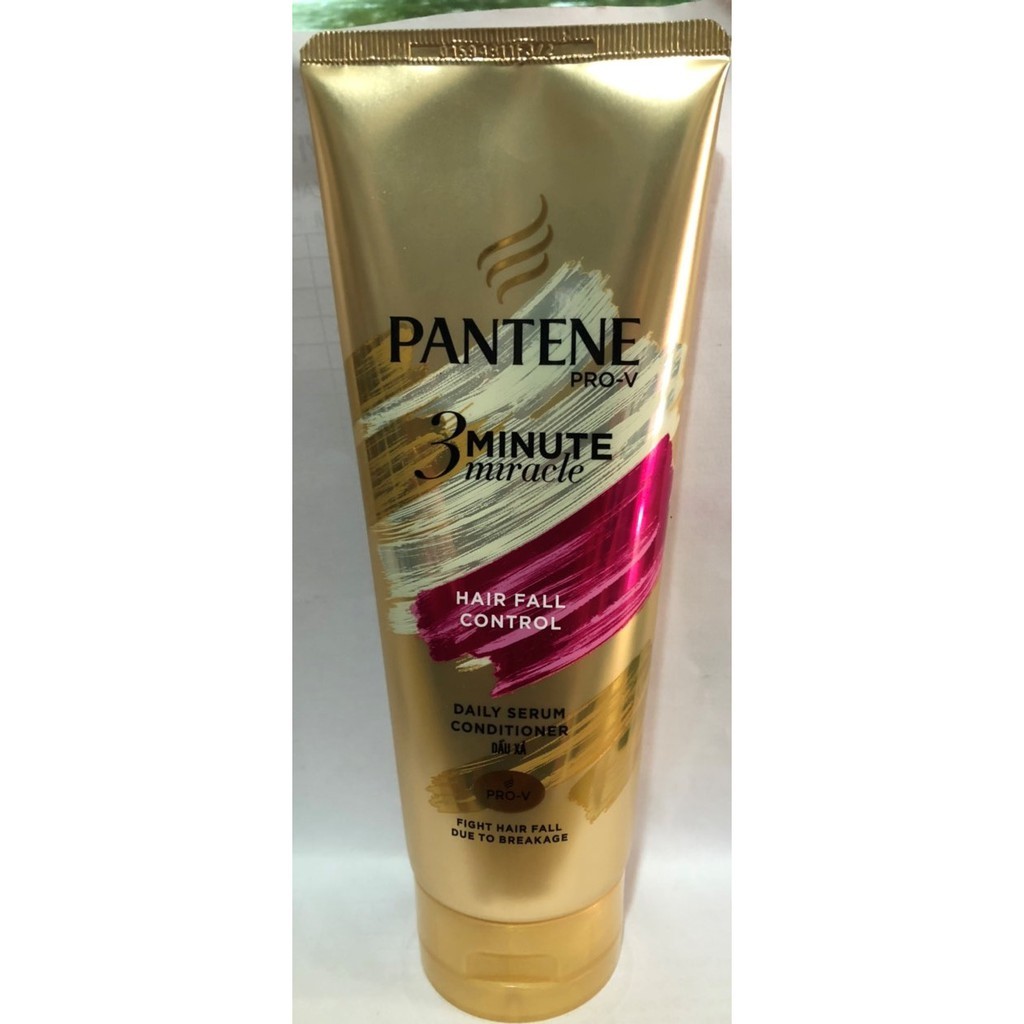 PANTENE
PRO-V
3 MINUTE
miracle
HAIR FALL
CONTROL
DAILY SERUM
CONDITIONER
DẦU XẢ
PRO-V
FIGHT HAIR FALL
DUE TO BREAKAGE